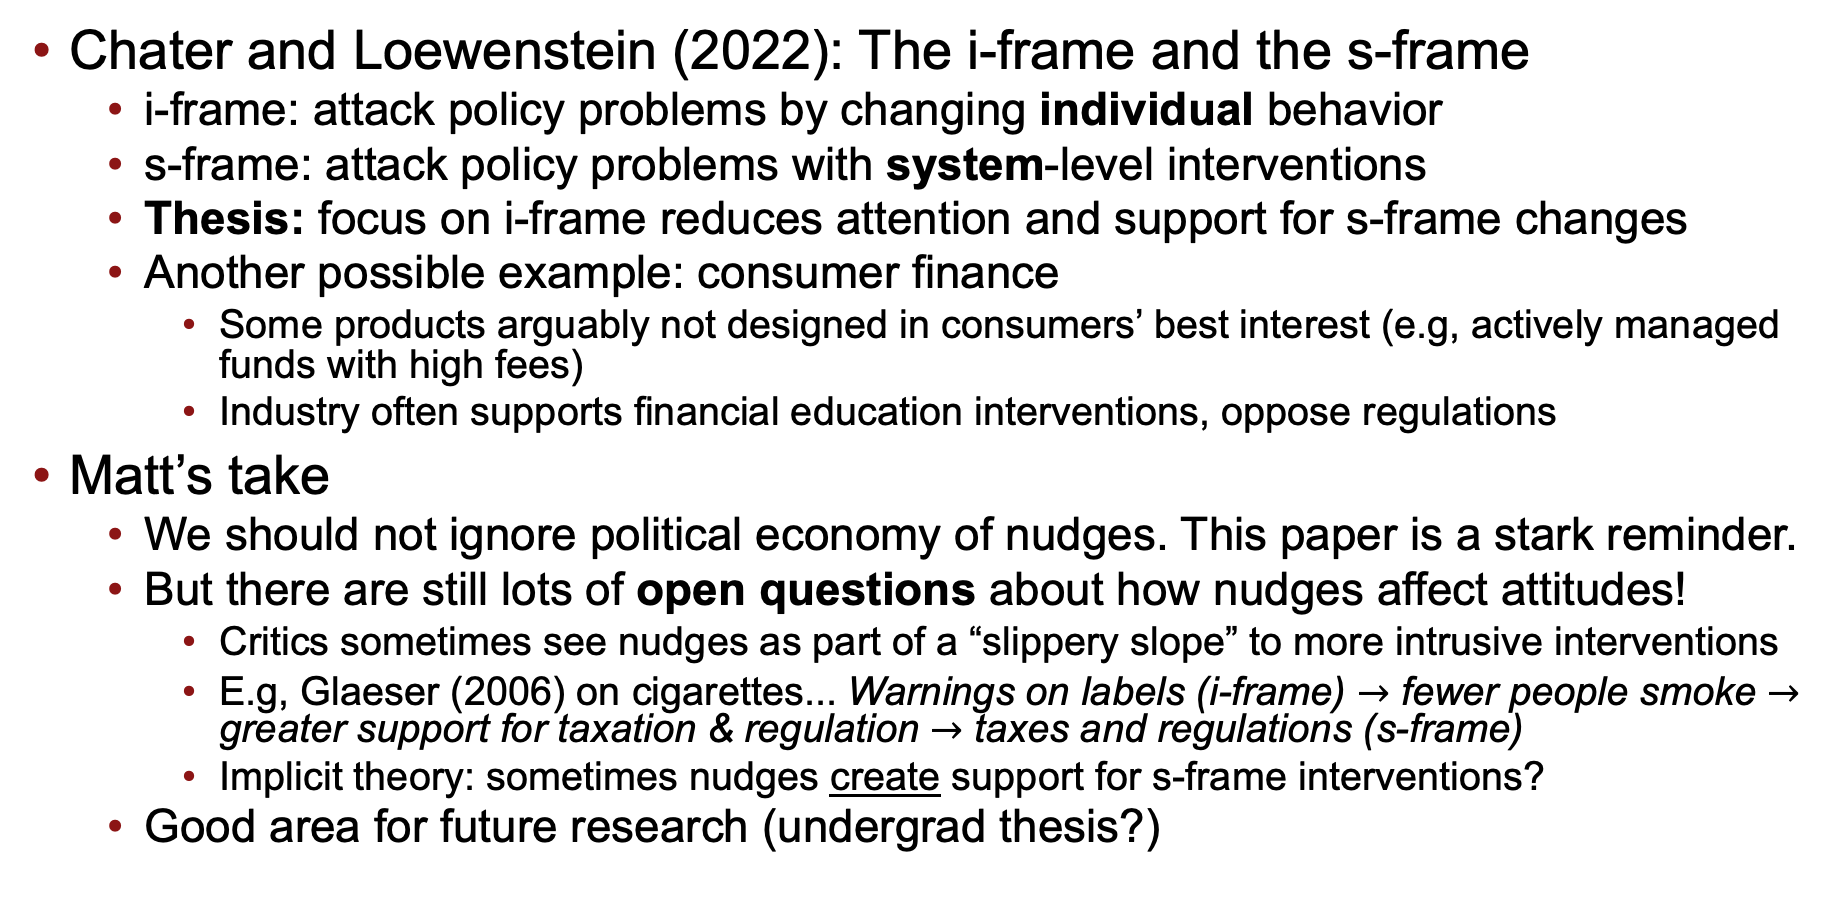 • Chater and Loewenstein (2022): The i-frame and the s-frame
• i-frame: attack policy problems by changing individual behavior
• s-frame: attack policy problems with system-level interventions
• Thesis: focus on i-frame reduces attention and support for s-frame changes
• Another possible example: consumer finance
• Some products arguably not designed in consumers’ best interest (e.g, actively managed
funds with high fees)
• Industry often supports financial education interventions, oppose regulations
• Matt’s take
• We should not ignore political economy of nudges. This paper is a stark reminder.
• But there are still lots of open questions about how nudges affect attitudes!
• Critics sometimes see nudges as part of a “slippery slope” to more intrusive interventions
• E.g, Glaeser (2006) on cigarettes... Warnings on labels (i-frame) → fewer people smoke →
greater support for taxation & regulation → taxes and regulations (s-frame)
• Implicit theory: sometimes nudges create support for s-frame interventions?
• Good area for future research (undergrad thesis?)